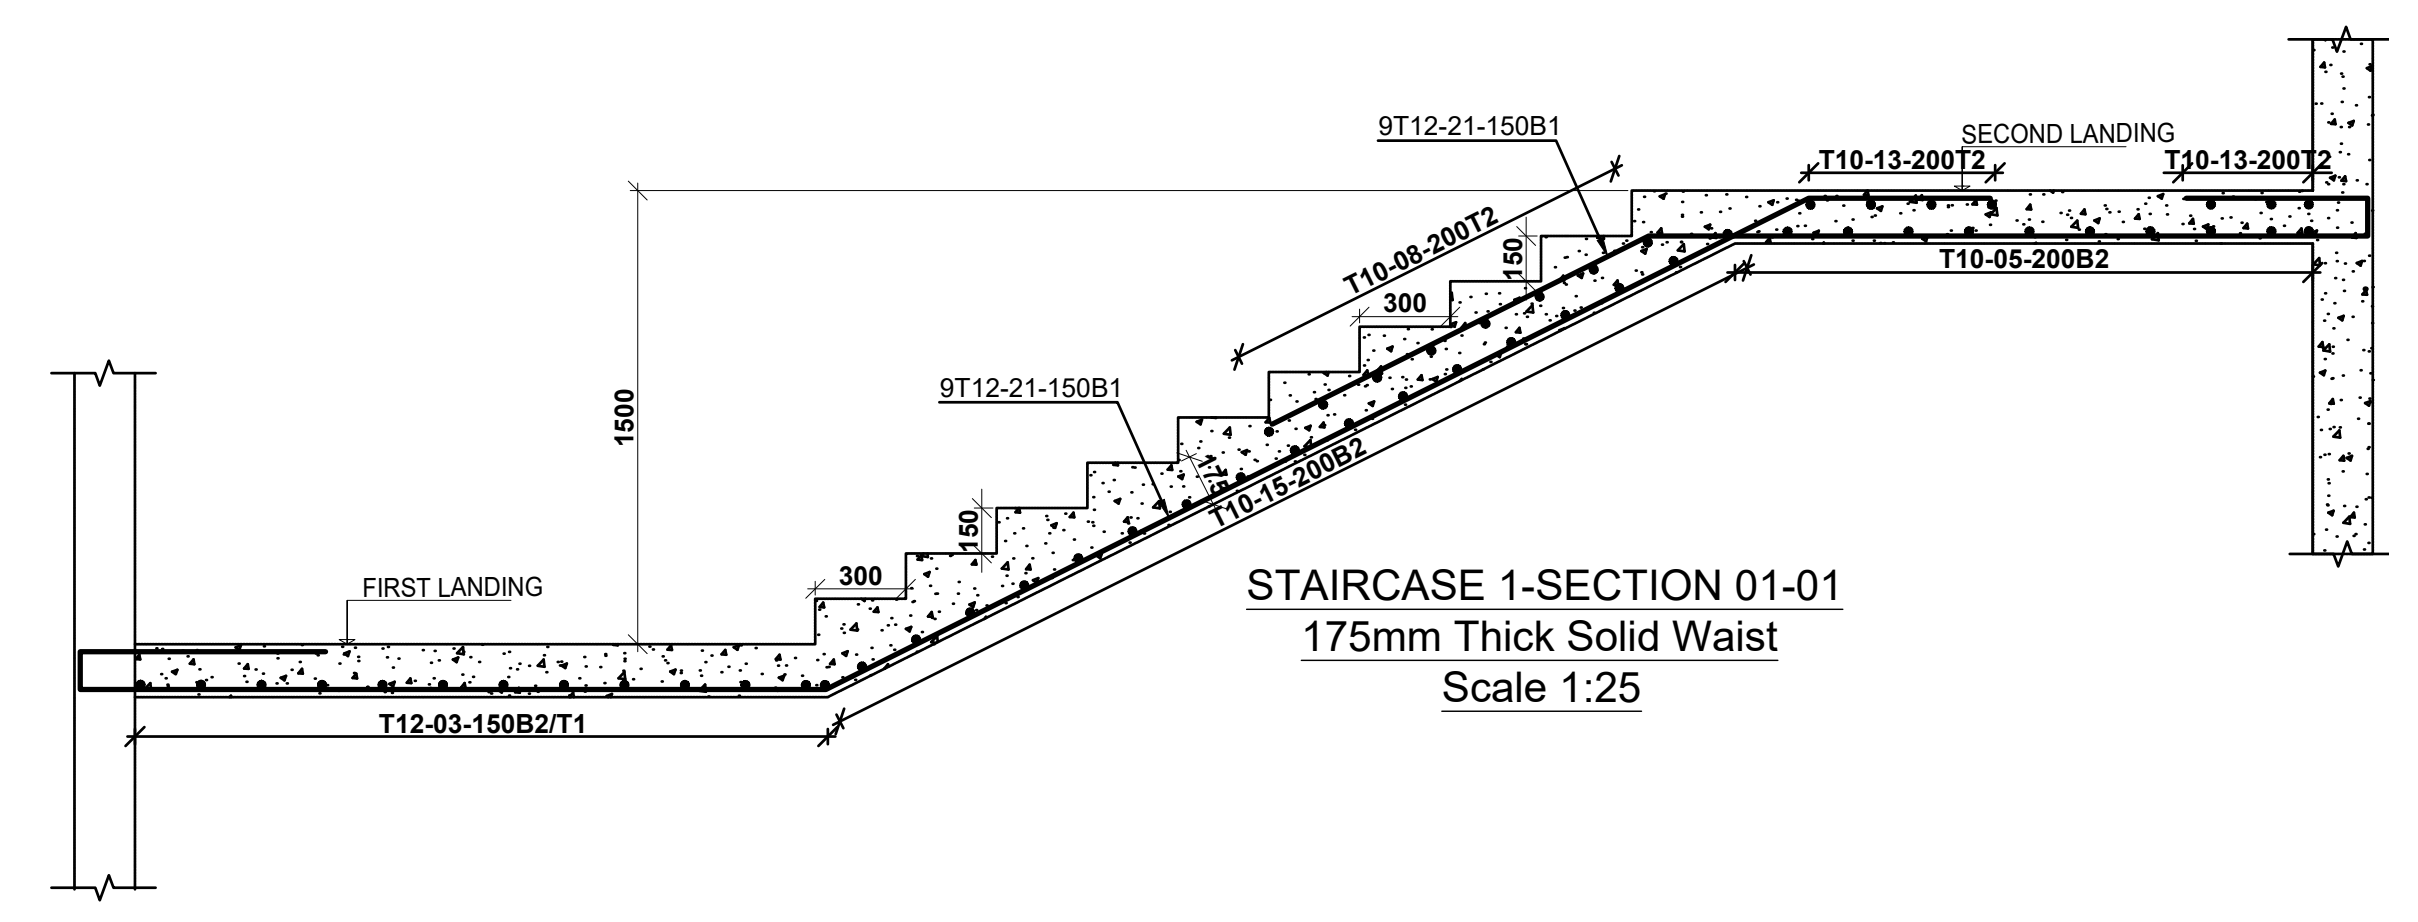 9T12-21-150B1
SECOND LANDING
T10-13-200T2
T10-13-200T2
T10-08-200T2
150
T10-05-200B2
300
9T12-21-150B1
1500
175
T10-15-200B2
150
300
FIRST LANDING
STAIRCASE 1-SECTION 01-01
175mm Thick Solid Waist
Scale 1:25
T12-03-150B2/T1